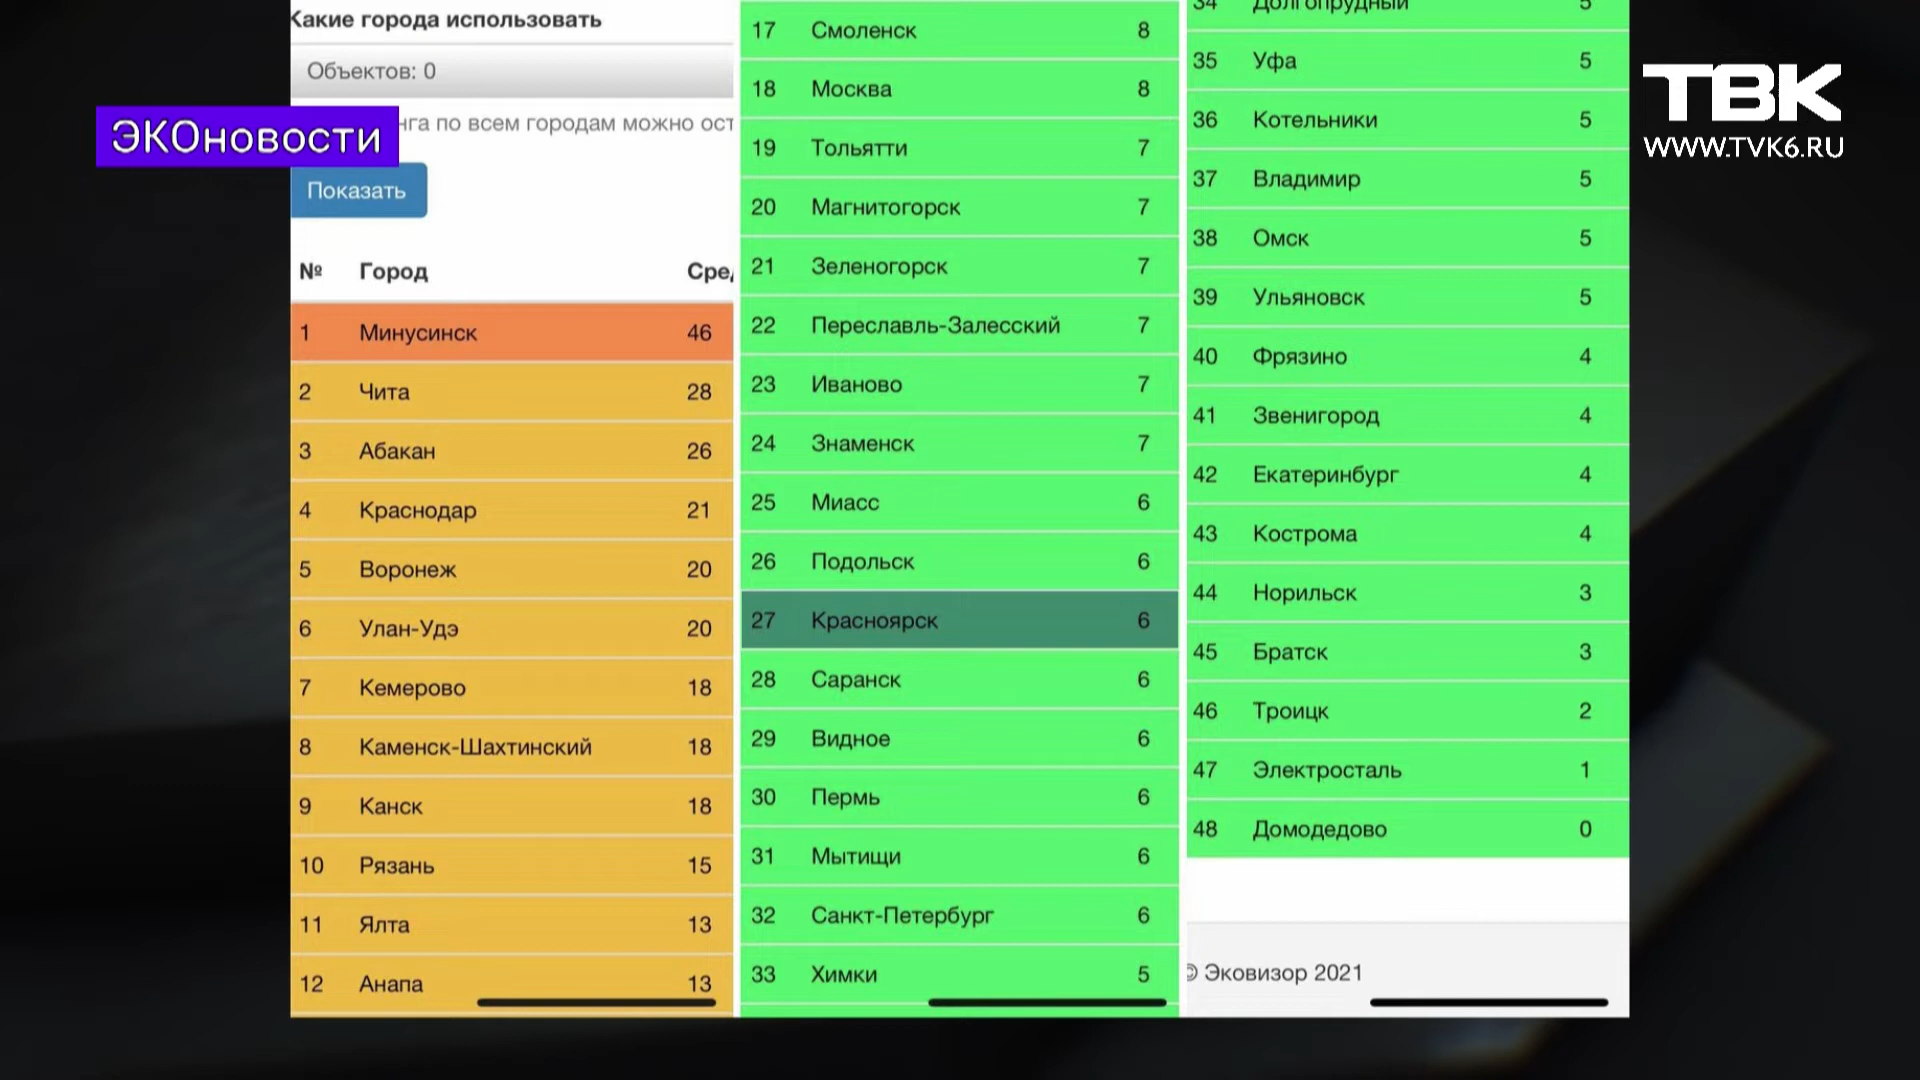 Какие города использовать
Объектов: 0
ЭКОновости
нга по всем городам можно ост
Показать
№ Город Сред
1 Минусинск 46
2 Чита 28
3 Абакан 26
4 Краснодар 21
5 Воронеж 20
6 Улан-Удэ 20
7 Кемерово 18
8 Каменск-Шахтинский 18
9 Канск 18
10 Рязань 15
11 Ялта 13
12 Анапа 13
17 Смоленск 8
18 Москва 8
19 Тольятти 7
20 Магнитогорск 7
21 Зеленогорск 7
22 Переславль-Залесский 7
23 Иваново 7
24 Знаменск 7
25 Миасс 6
26 Подольск 6
27 Красноярск 6
28 Саранск 6
29 Видное 6
30 Пермь 6
31 Мытищи 6
32 Санкт-Петербург 6
33 Химки 5
34 Долгопрудный 5
35 Уфа 5
36 Котельники 5
37 Владимир 5
38 Омск 5
39 Ульяновск 5
40 Фрязино 4
41 Звенигород 4
42 Екатеринбург 4
43 Кострома 4
44 Норильск 3
45 Братск 3
46 Троицк 2
47 Электросталь 1
48 Домодедово 0
© Эковизор 2021
ТВК
WWW.TVK6.RU